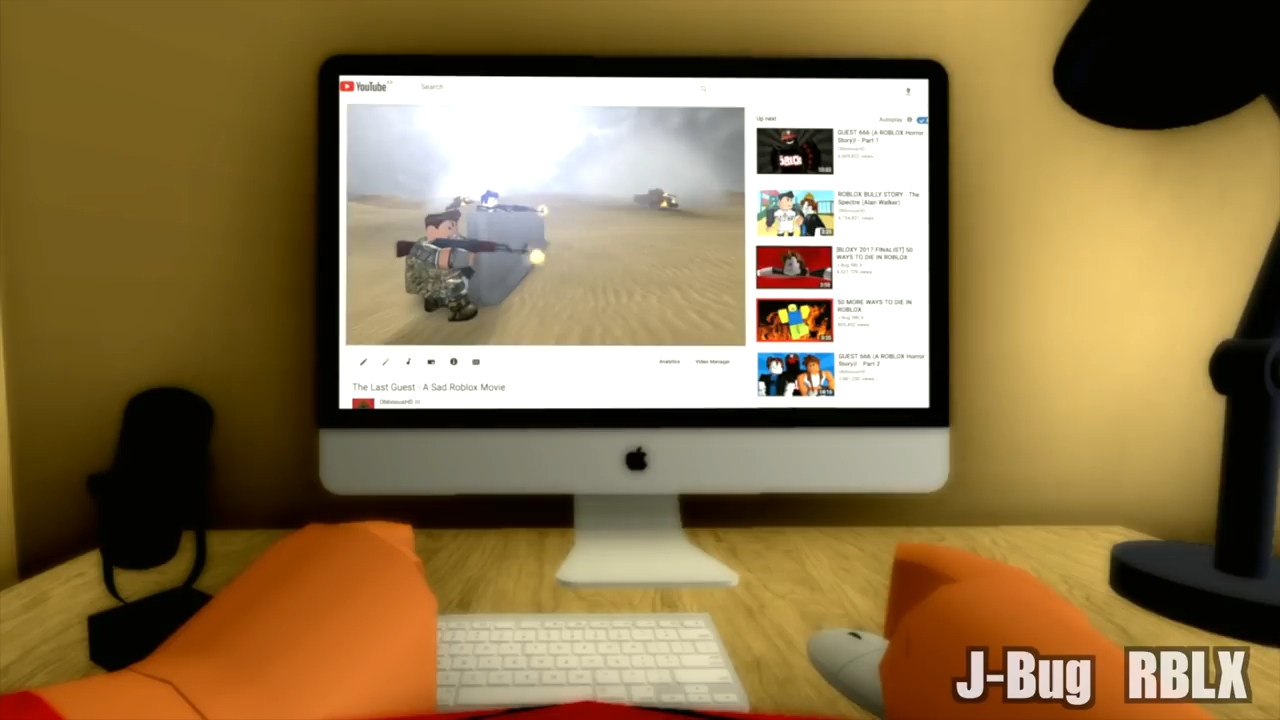 YouTube
Search
Up next
Autoplay
GUEST 666 (A ROBLOX Horror
Story)! - Part 1
ROBLOX BULLY STORY - The
Spectre (Alan Walker)
[BLOXY 2017 FINALIST] 50
WAYS TO DIE IN ROBLOX
50 MORE WAYS TO DIE IN
ROBLOX
GUEST 666 (A ROBLOX Horror
Story)! - Part 2
Analytics
Video Manager
The Last Guest - A Sad Roblox Movie
J-Bug RBLX